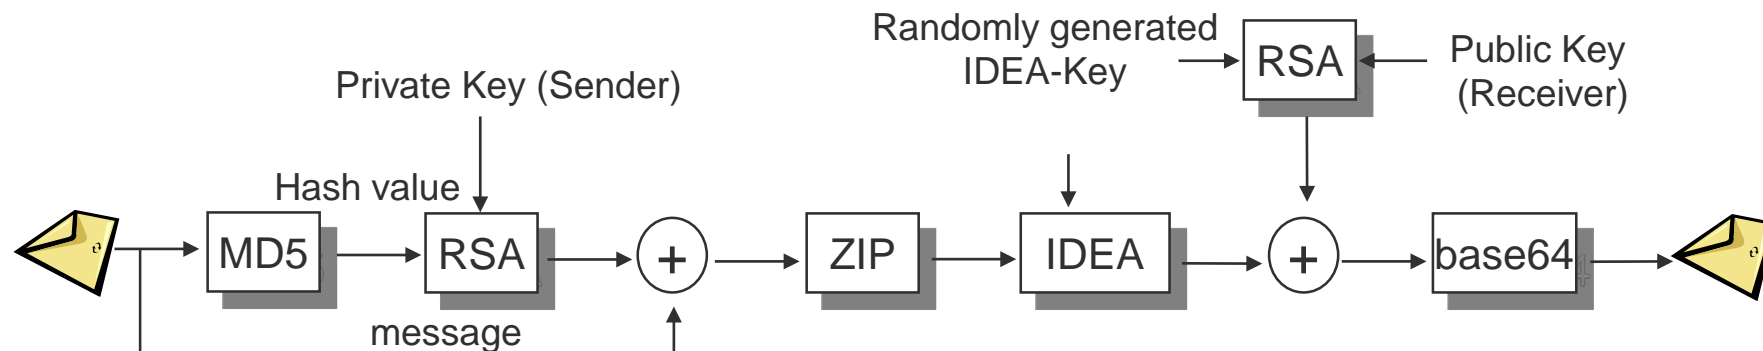 Randomly generated
IDEA-Key
RSA
Public Key
(Receiver)
Private Key (Sender)
Hash value
MD5
RSA
+
ZIP
IDEA
+
base64
message